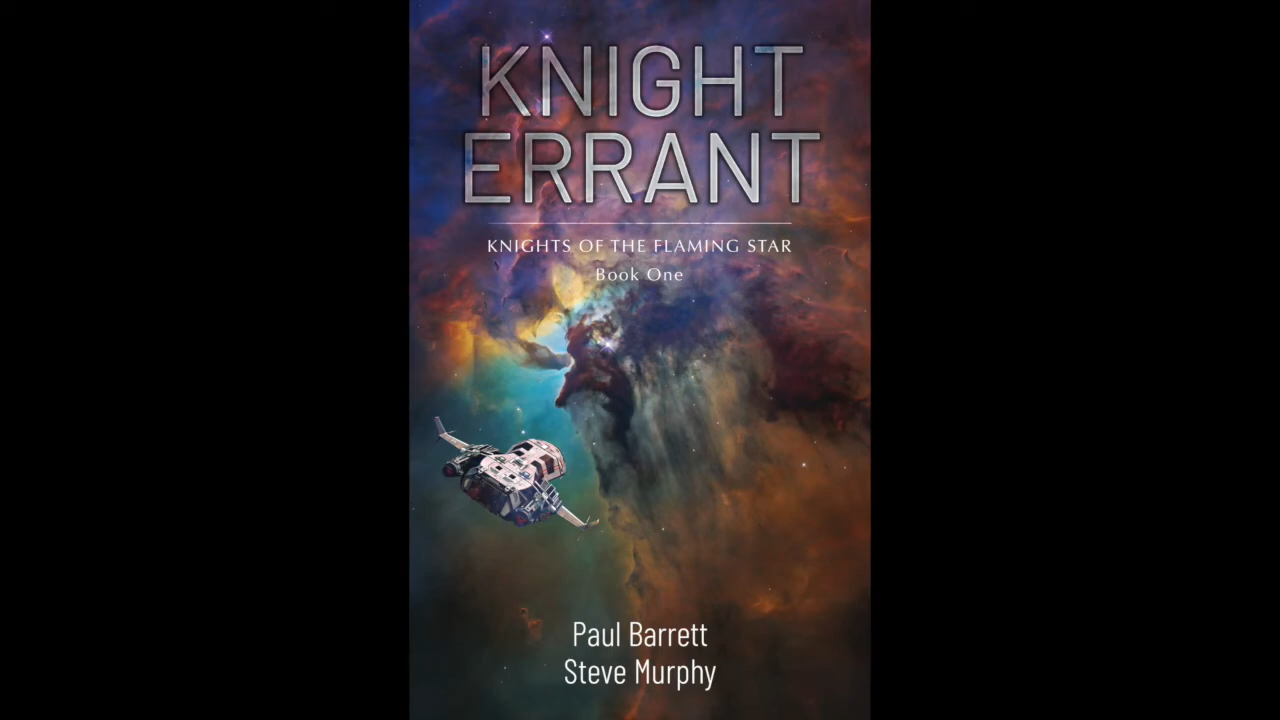 KNIGHT
ERRANT
KNIGHTS OF THE FLAMING STAR
Book One
Paul Barrett
Steve Murphy